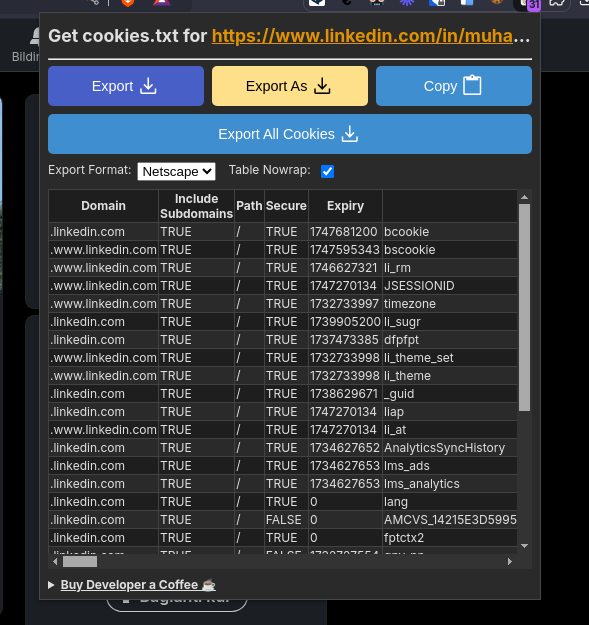 31
Get cookies.txt for https://www.linkedin.com/in/muha...
Bildir
Export
Export As
Copy
Export All Cookies
Export Format: Netscape Table Nowrap:
Domain Include Subdomains Path Secure Expiry
.linkedin.com TRUE / TRUE 1747681200 bcookie
.www.linkedin.com TRUE / TRUE 1747595343 bscookie
.www.linkedin.com TRUE / TRUE 1746627321 li_rm
.www.linkedin.com TRUE / TRUE 1747270134 JSESSIONID
.www.linkedin.com TRUE / TRUE 1732733997 timezone
.linkedin.com TRUE / TRUE 1739905200 li_sugr
.linkedin.com TRUE / TRUE 1737473385 dfpfpt
.www.linkedin.com TRUE / TRUE 1732733998 li_theme_set
.www.linkedin.com TRUE / TRUE 1732733998 li_theme
.linkedin.com TRUE / TRUE 1738629671 _guid
.linkedin.com TRUE / TRUE 1747270134 liap
.www.linkedin.com TRUE / TRUE 1747270134 li_at
.linkedin.com TRUE / TRUE 1734627652 AnalyticsSyncHistory
.linkedin.com TRUE / TRUE 1734627653 lms_ads
.linkedin.com TRUE / TRUE 1734627653 lms_analytics
.linkedin.com TRUE / TRUE 0 lang
.linkedin.com TRUE / FALSE 0 AMCVS_14215E3D5995
.linkedin.com TRUE / TRUE 0 fptctx2
Buy Developer a Coffee ☕